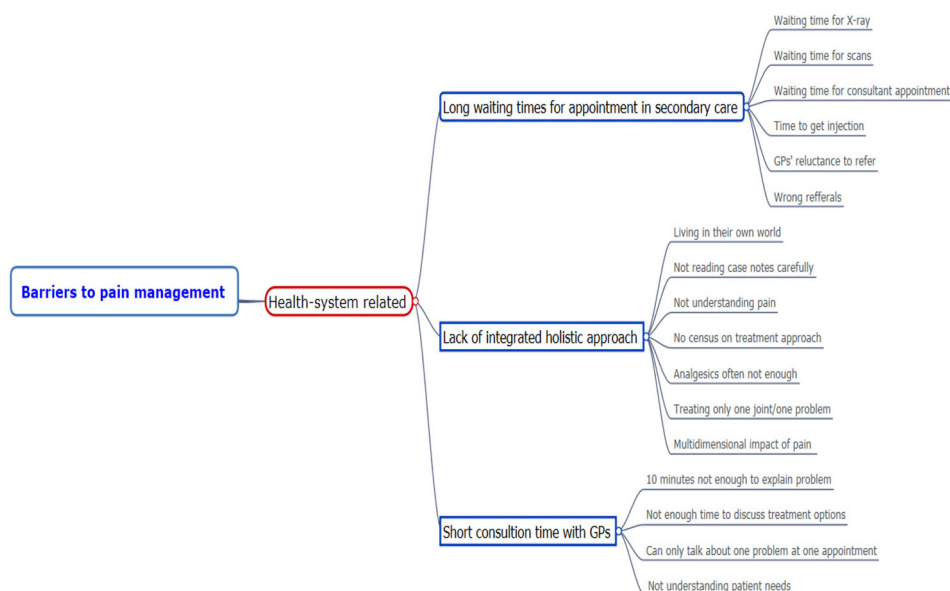 Barriers to pain management
Health-system related
Long waiting times for appointment in secondary care
Waiting time for X-ray
Waiting time for scans
Waiting time for consultant appointment
Time to get injection
GPs' reluctance to refer
Wrong refferals
Lack of integrated holistic approach
Living in their own world
Not reading case notes carefully
Not understanding pain
No census on treatment approach
Analgesics often not enough
Treating only one joint/one problem
Multidimensional impact of pain
Short consultion time with GPs
10 minutes not enough to explain problem
Not enough time to discuss treatment options
Can only talk about one problem at one appointment
Not understanding patient needs